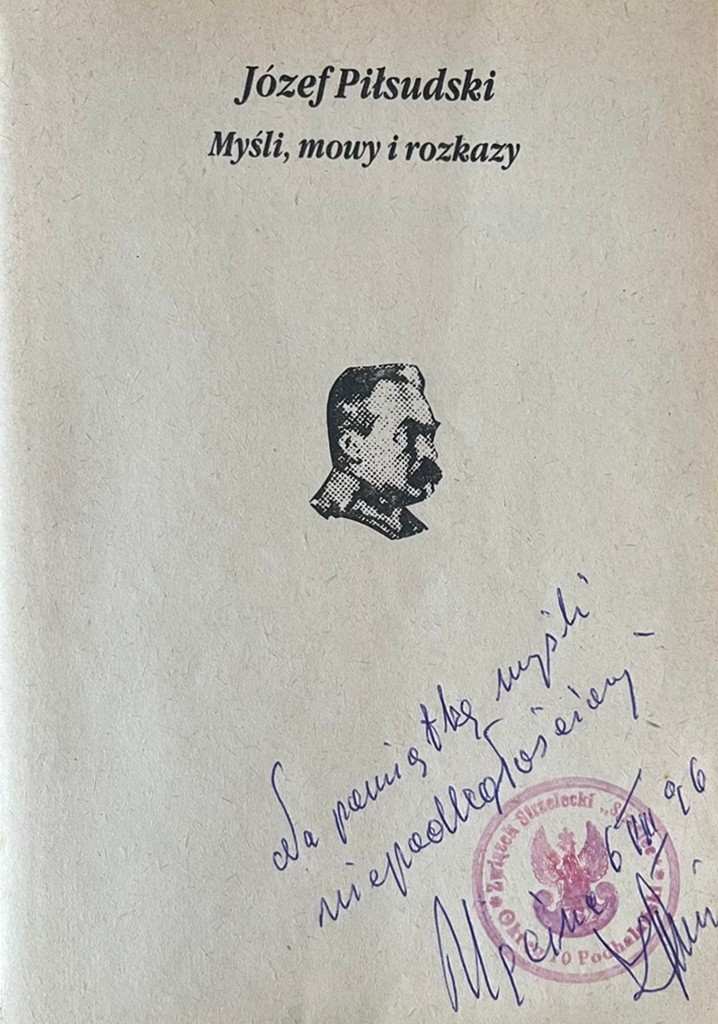 Józef Piłsudski
Myśli, mowy i rozkazy
Na pamiątkę myśli
niepodległościowej
6 VIII 96
Związek Strzelecki